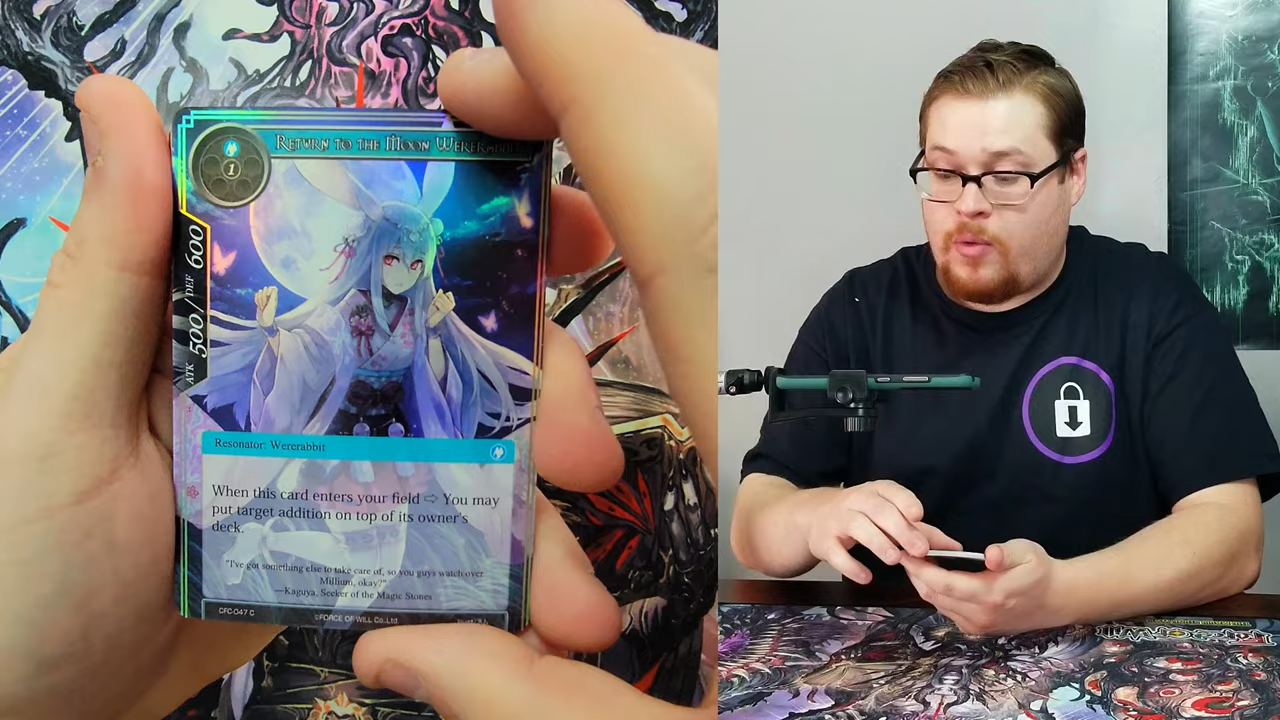 RETURN TO THE MOON WERERABBIT
1
ATK 500 / DEF 600
Resonator: Wererabbit
When this card enters your field ⇨ You may
put target addition on top of its owner's
deck.
"I've got something else to take care of, so you guys watch over
Millium, okay?"
—Kaguya, Seeker of the Magic Stones
CFC-047 C
©FORCE OF WILL Co.,Ltd.
Force of Will